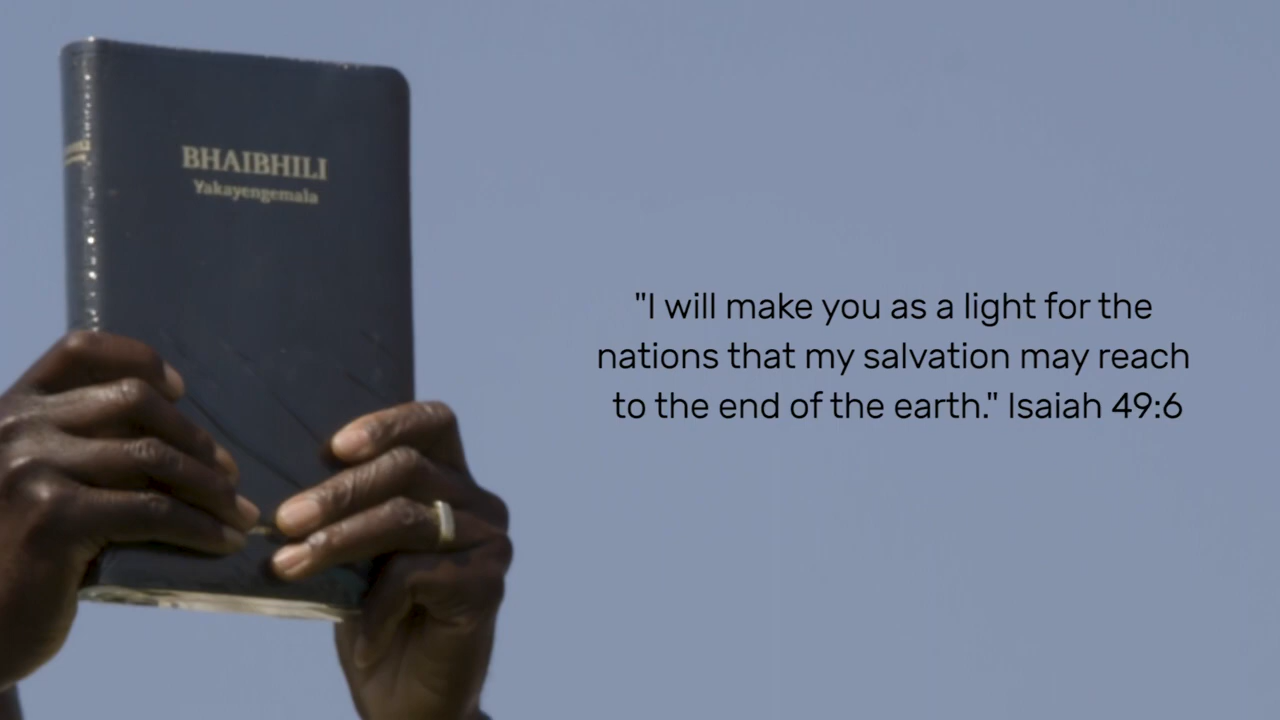 BHAIBHILI
Yakayengemala
"I will make you as a light for the
nations that my salvation may reach
to the end of the earth." Isaiah 49:6